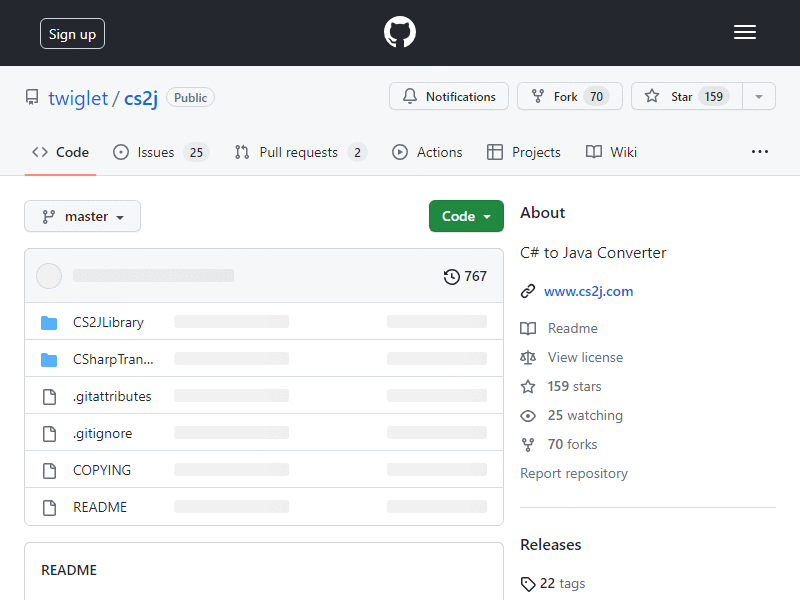 Sign up
twiglet / cs2j Public
Notifications
Fork 70
Star 159
Code
Issues 25
Pull requests 2
Actions
Projects
Wiki
master
Code
767
CS2JLibrary
CSharpTran...
.gitattributes
.gitignore
COPYING
README
README
About
C# to Java Converter
www.cs2j.com
Readme
View license
159 stars
25 watching
70 forks
Report repository
Releases
22 tags